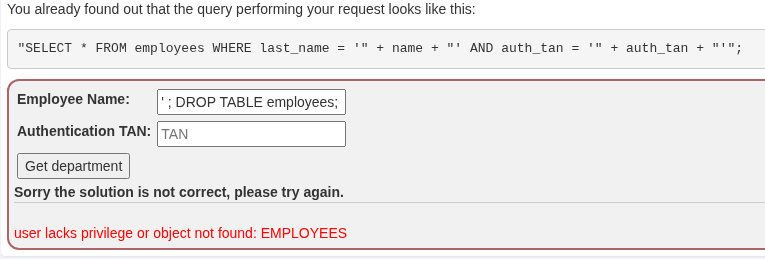 You already found out that the query performing your request looks like this:
"SELECT * FROM employees WHERE last_name = '" + name + "' AND auth_tan = '" + auth_tan + "'";
Employee Name: ' ; DROP TABLE employees;
Authentication TAN: TAN
Get department
Sorry the solution is not correct, please try again.
user lacks privilege or object not found: EMPLOYEES